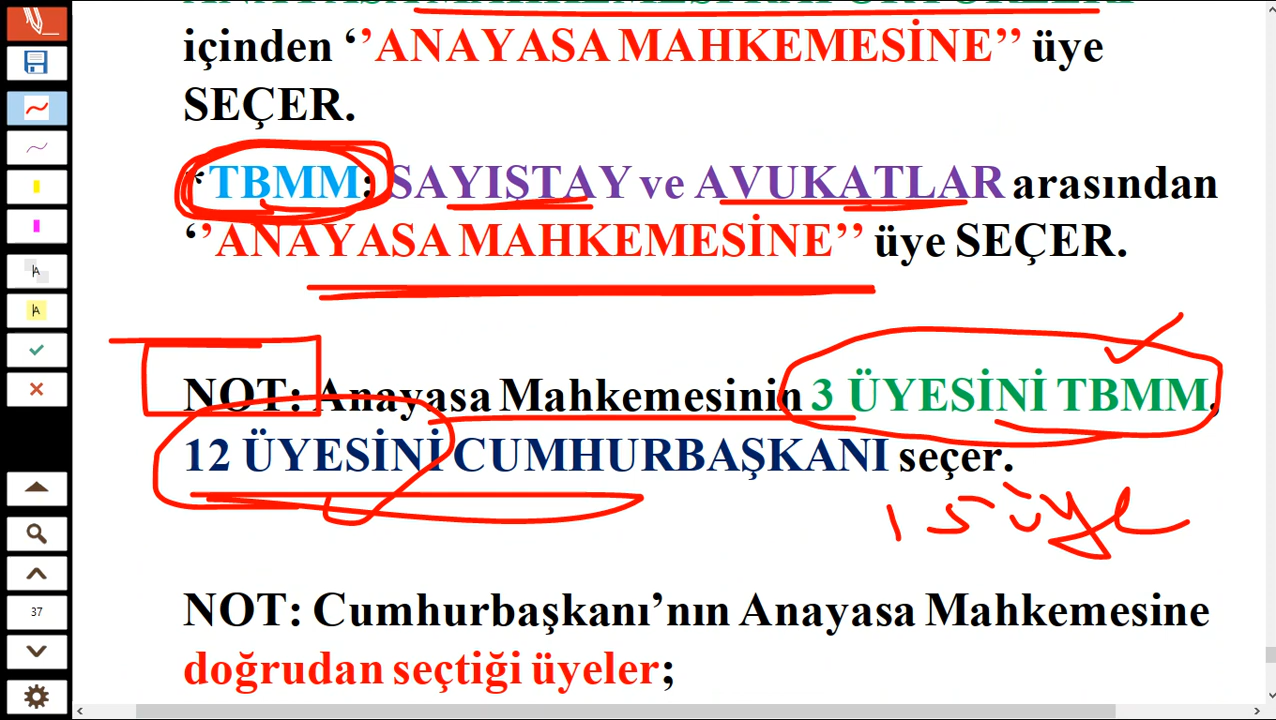 içinden ‘’ANAYASA MAHKEMESİNE’’ üye
SEÇER.
*TBMM: SAYIŞTAY ve AVUKATLAR arasından
‘’ANAYASA MAHKEMESİNE’’ üye SEÇER.
NOT: Anayasa Mahkemesinin 3 ÜYESİNİ TBMM,
12 ÜYESİNİ CUMHURBAŞKANI seçer.
15 üye
NOT: Cumhurbaşkanı’nın Anayasa Mahkemesine
doğrudan seçtiği üyeler;
37